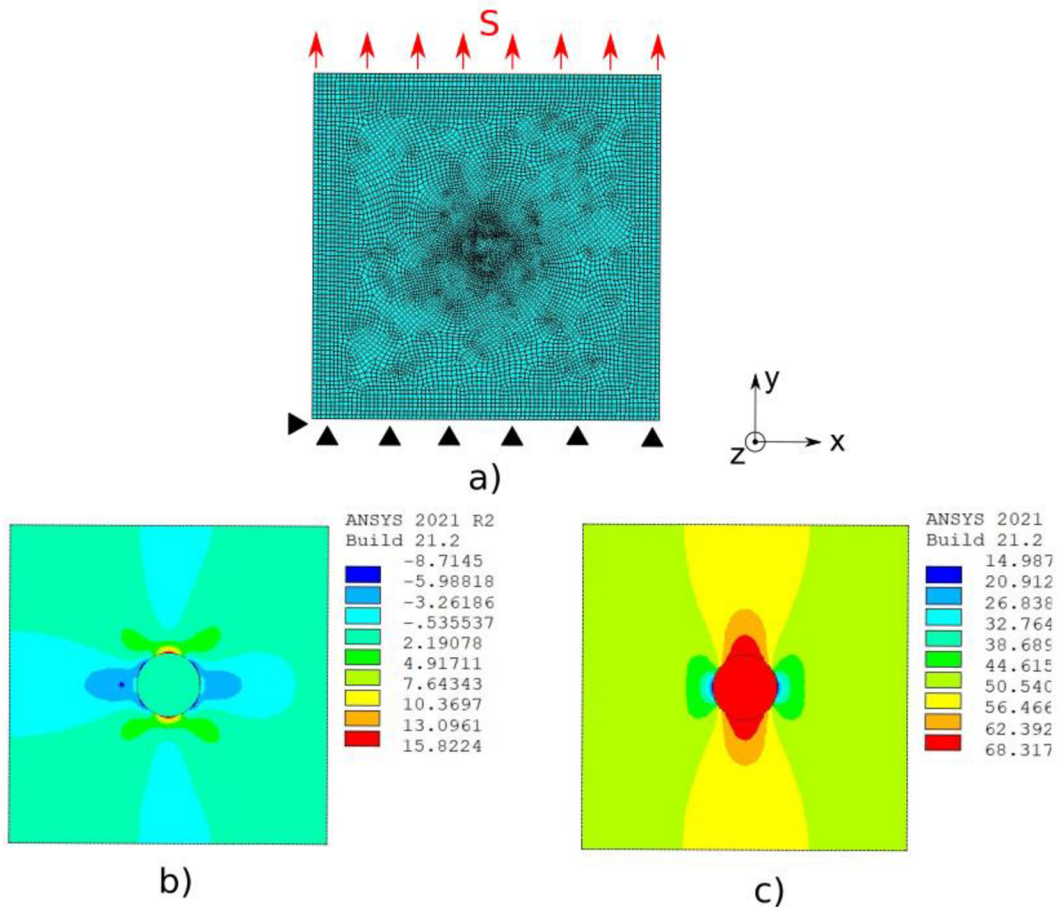 S
y
z
x
a)
ANSYS 2021 R2
Build 21.2
-8.7145
-5.98818
-3.26186
-.535537
2.19078
4.91711
7.64343
10.3697
13.0961
15.8224
b)
ANSYS 2021
Build 21.2
14.987
20.912
26.838
32.764
38.689
44.615
50.540
56.466
62.392
68.317
c)